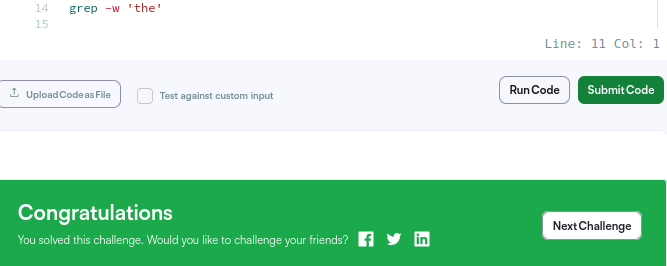 14 grep -w 'the'
15
Line: 11 Col: 1
Upload Code as File
Test against custom input
Run Code
Submit Code
Congratulations
You solved this challenge. Would you like to challenge your friends?
Next Challenge